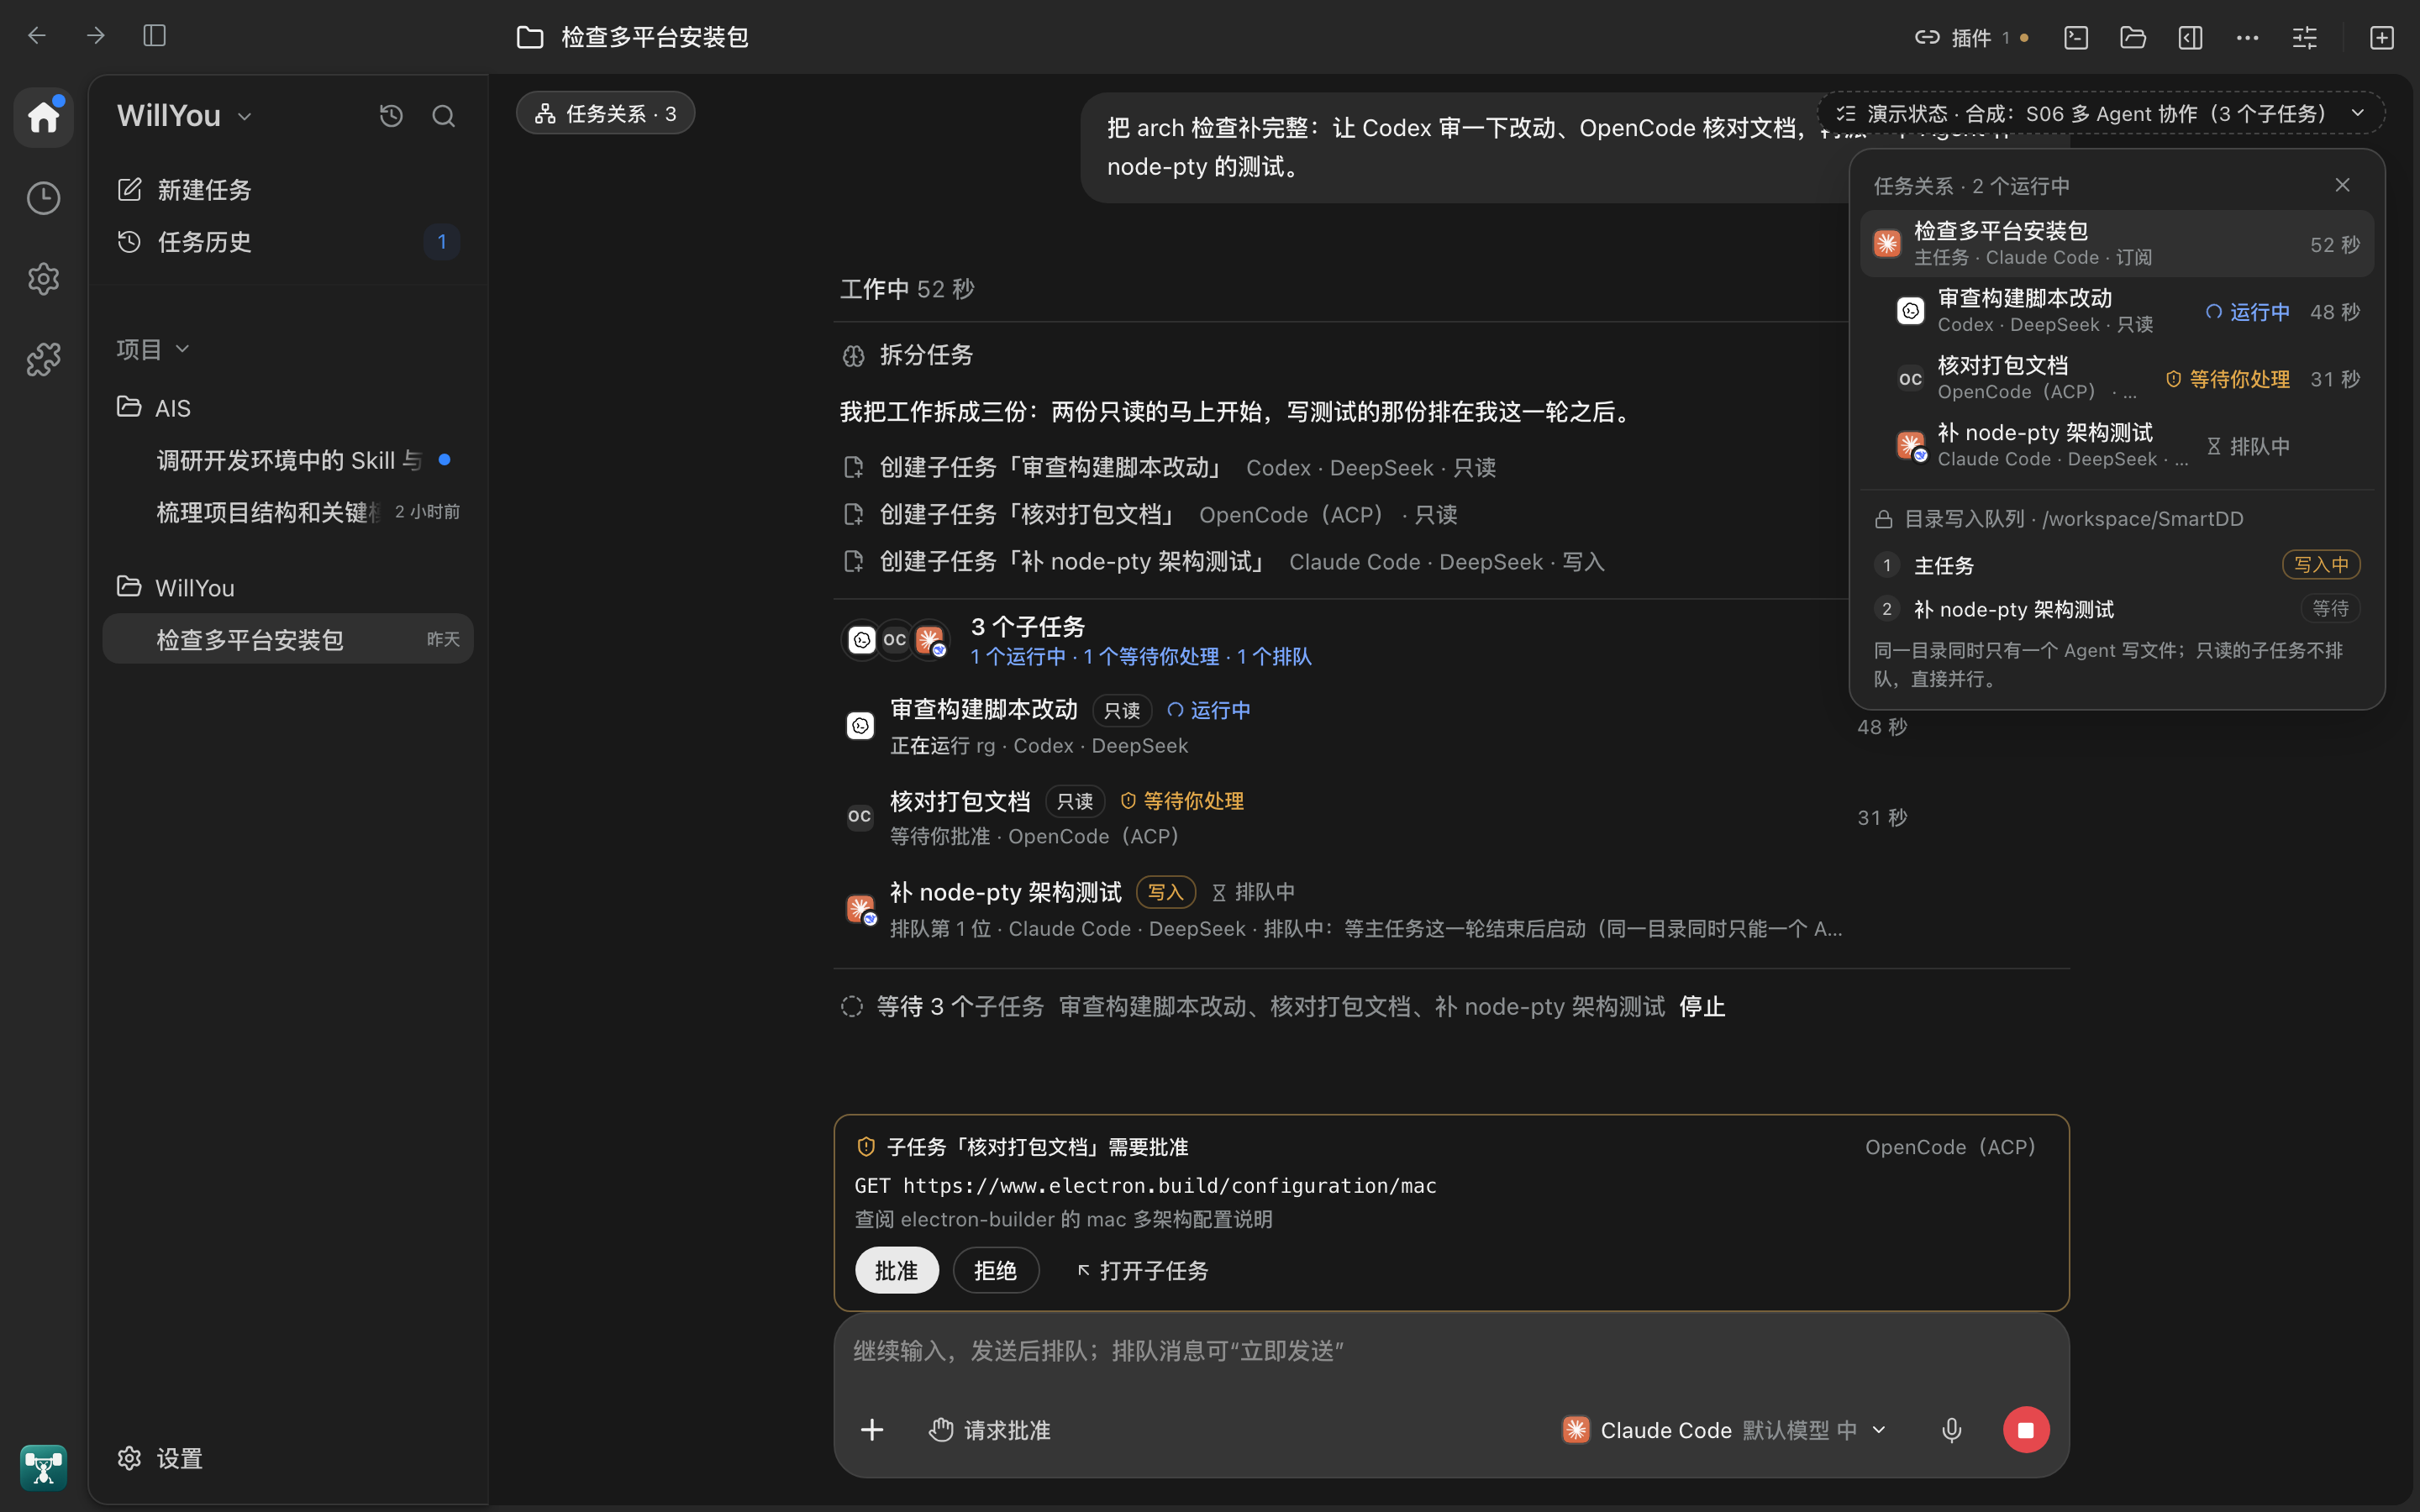 检查多平台安装包
插件 1
WillYou
新建任务
任务历史 1
项目
AIS
调研开发环境中的 Skill 与
梳理项目结构和关键 2 小时前
WillYou
检查多平台安装包 昨天
设置
任务关系 · 3
把 arch 检查补完整：让 Codex 审一下改动、OpenCode 核对文档，
node-pty 的测试。
演示状态 · 合成：S06 多 Agent 协作（3 个子任务）
工作中 52 秒
拆分任务
我把工作拆成三份：两份只读的马上开始，写测试的那份排在我这一轮之后。
创建子任务「审查构建脚本改动」 Codex · DeepSeek · 只读
创建子任务「核对打包文档」 OpenCode（ACP） · 只读
创建子任务「补 node-pty 架构测试」 Claude Code · DeepSeek · 写入
OC
3 个子任务
1 个运行中 · 1 个等待你处理 · 1 个排队
审查构建脚本改动 只读 运行中
正在运行 rg · Codex · DeepSeek
48 秒
OC
核对打包文档 只读 等待你处理
等待你批准 · OpenCode（ACP）
31 秒
补 node-pty 架构测试 写入 排队中
排队第 1 位 · Claude Code · DeepSeek · 排队中：等主任务这一轮结束后启动（同一目录同时只能一个 A...
等待 3 个子任务 审查构建脚本改动、核对打包文档、补 node-pty 架构测试 停止
子任务「核对打包文档」需要批准 OpenCode（ACP）
GET https://www.electron.build/configuration/mac
查阅 electron-builder 的 mac 多架构配置说明
批准 拒绝 打开子任务
继续输入，发送后排队；排队消息可“立即发送”
请求批准 Claude Code 默认模型 中
任务关系 · 2 个运行中
检查多平台安装包 52 秒
主任务 · Claude Code · 订阅
审查构建脚本改动 运行中 48 秒
Codex · DeepSeek · 只读
OC
核对打包文档 等待你处理 31 秒
OpenCode（ACP） · ...
补 node-pty 架构测试 排队中
Claude Code · DeepSeek · ...
目录写入队列 · /workspace/SmartDD
1 主任务 写入中
2 补 node-pty 架构测试 等待
同一目录同时只有一个 Agent 写文件；只读的子任务不排
队，直接并行。